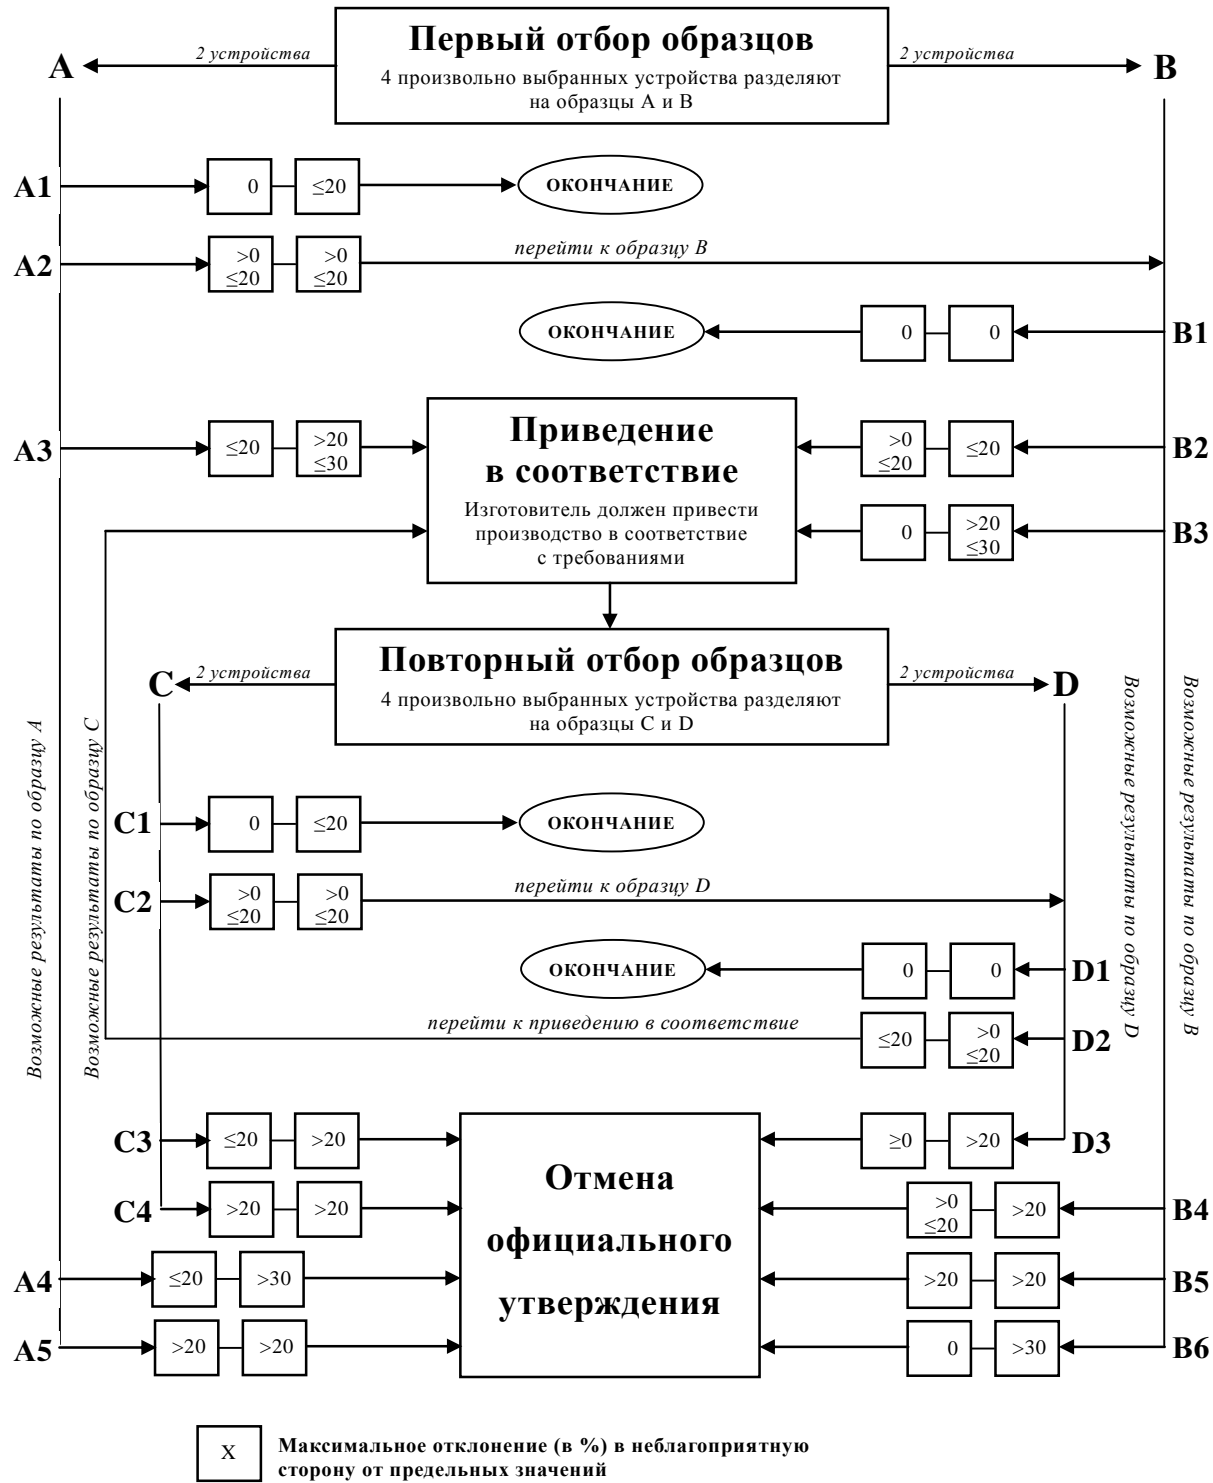 Первый отбор образцов
4 произвольно выбранных устройства разделяют
на образцы А и В
2 устройства
2 устройства
A
B
A1
0
≤20
ОКОНЧАНИЕ
A2
>0
≤20
>0
≤20
перейти к образцу В
ОКОНЧАНИЕ
0
0
B1
A3
≤20
>20
≤30
Приведение
в соответствие
Изготовитель должен привести
производство в соответствие
с требованиями
>0
≤20
≤20
B2
0
>20
≤30
B3
Повторный отбор образцов
4 произвольно выбранных устройства разделяют
на образцы С и D
2 устройства
2 устройства
C
D
Возможные результаты по образцу А
Возможные результаты по образцу С
Возможные результаты по образцу D
Возможные результаты по образцу В
C1
0
≤20
ОКОНЧАНИЕ
C2
>0
≤20
>0
≤20
перейти к образцу D
ОКОНЧАНИЕ
0
0
D1
перейти к приведению в соответствие
≤20
>0
≤20
D2
C3
≤20
>20
Отмена
официального
утверждения
≥0
>20
D3
C4
>20
>20
>0
≤20
>20
B4
A4
≤20
>30
>20
>20
B5
A5
>20
>20
0
>30
B6
X
Максимальное отклонение (в %) в неблагоприятную
сторону от предельных значений